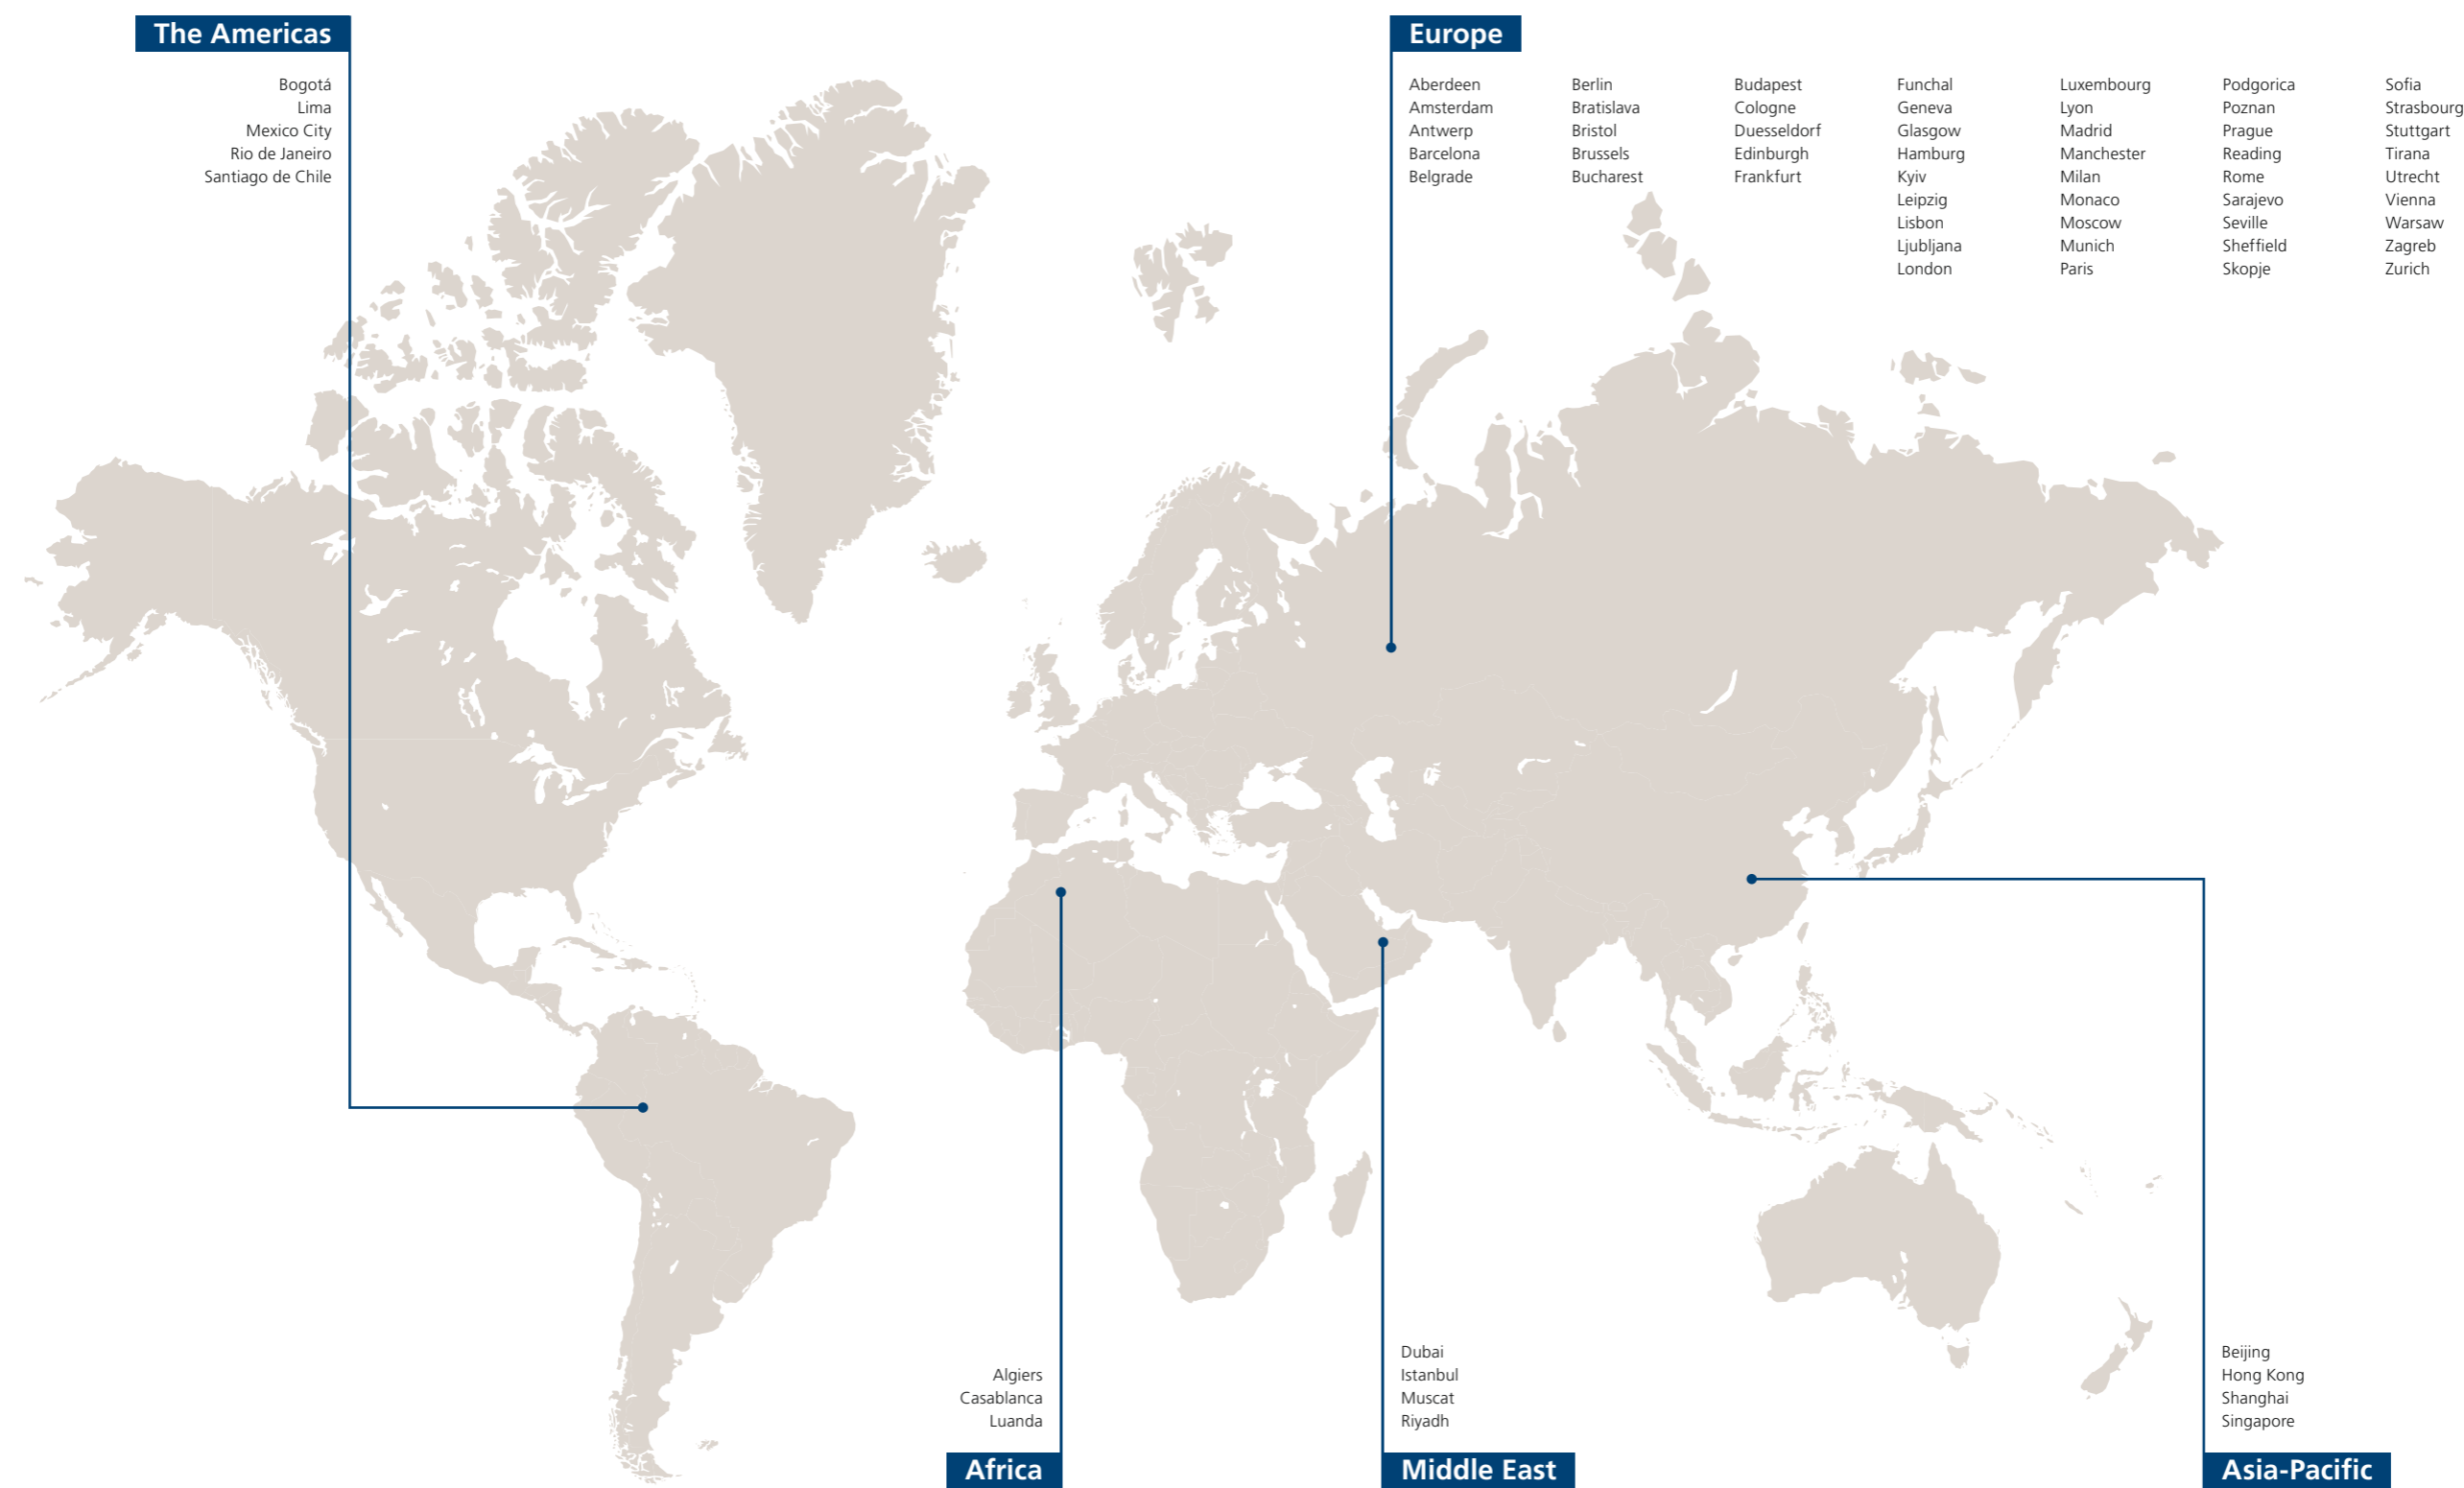 The Americas
Bogotá
Lima
Mexico City
Rio de Janeiro
Santiago de Chile
Europe
Aberdeen
Amsterdam
Antwerp
Barcelona
Belgrade
Berlin
Bratislava
Bristol
Brussels
Bucharest
Budapest
Cologne
Duesseldorf
Edinburgh
Frankfurt
Funchal
Geneva
Glasgow
Hamburg
Kyiv
Leipzig
Lisbon
Ljubljana
London
Luxembourg
Lyon
Madrid
Manchester
Milan
Monaco
Moscow
Munich
Paris
Podgorica
Poznan
Prague
Reading
Rome
Sarajevo
Seville
Sheffield
Skopje
Sofia
Strasbourg
Stuttgart
Tirana
Utrecht
Vienna
Warsaw
Zagreb
Zurich
Algiers
Casablanca
Luanda
Africa
Dubai
Istanbul
Muscat
Riyadh
Middle East
Beijing
Hong Kong
Shanghai
Singapore
Asia-Pacific